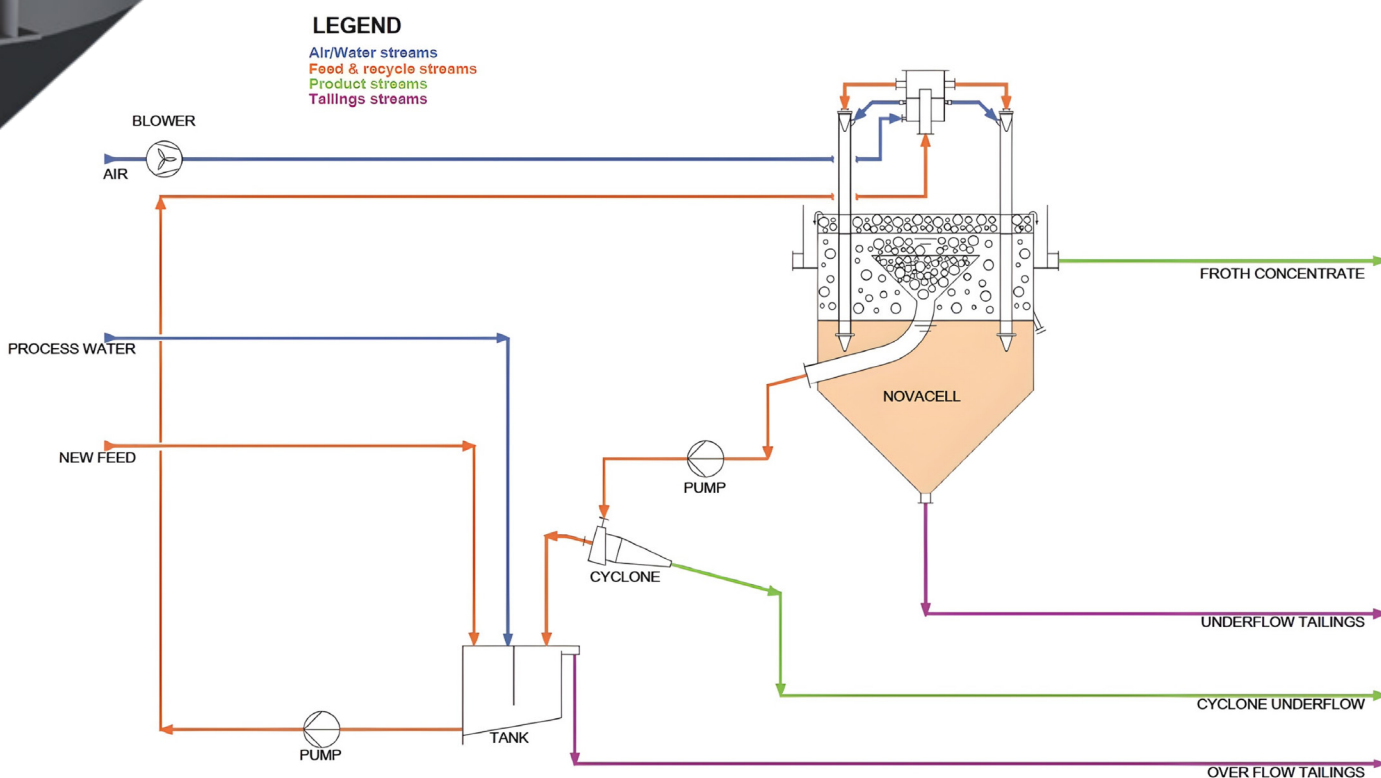 LEGEND
Air/Water streams
Feed & recycle streams
Product streams
Tailings streams
BLOWER
AIR
FROTH CONCENTRATE
PROCESS WATER
NOVACELL
NEW FEED
PUMP
CYCLONE
UNDERFLOW TAILINGS
CYCLONE UNDERFLOW
TANK
PUMP
OVER FLOW TAILINGS